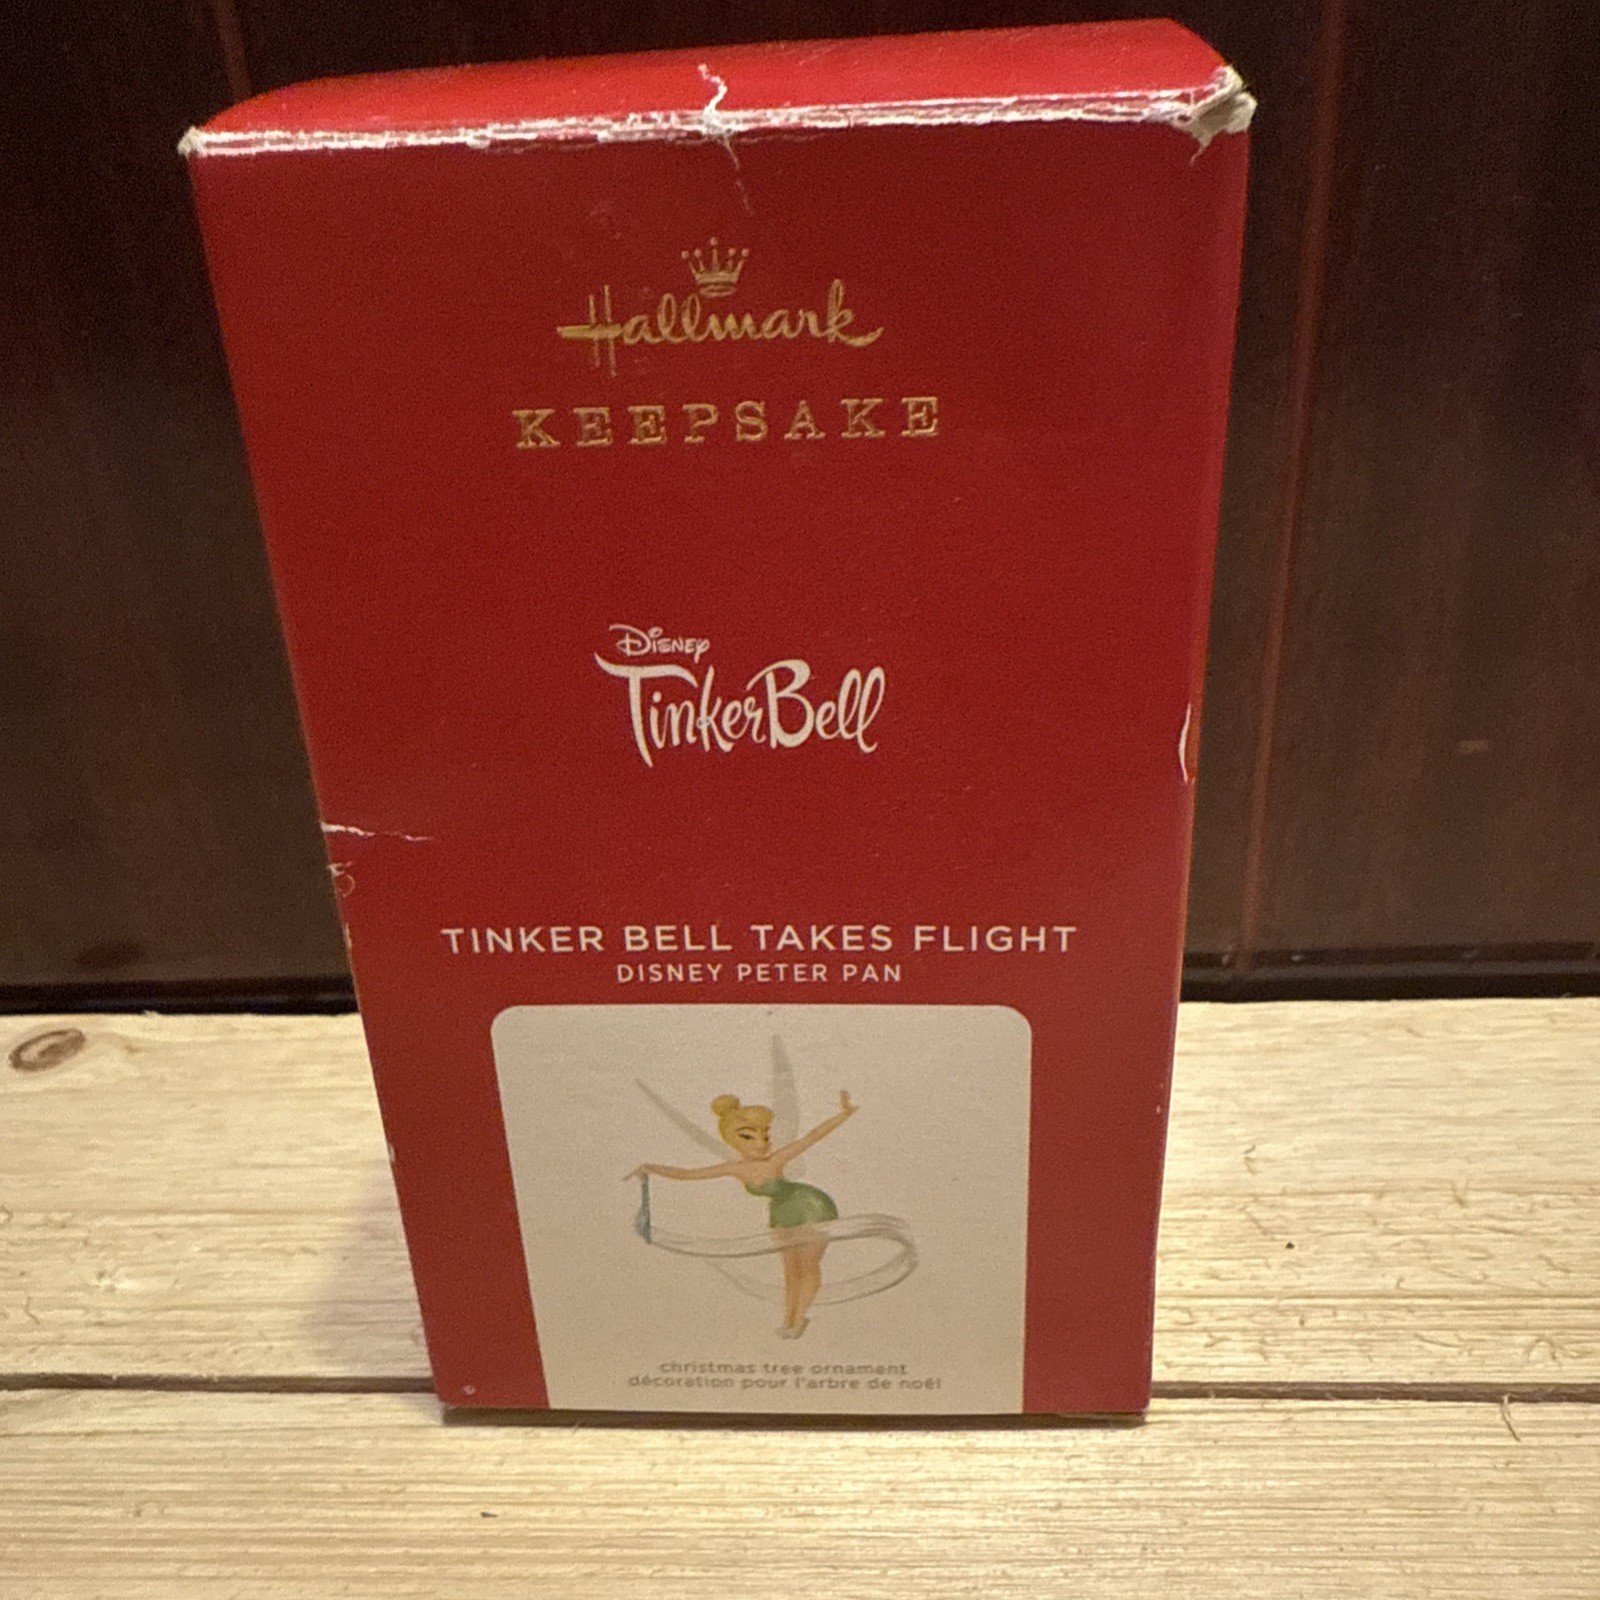 Hallmark
KEEPSAKE
Disney
TinkerBell
TINKER BELL TAKES FLIGHT
DISNEY PETER PAN
christmas tree ornament
décoration pour l'arbre de noël